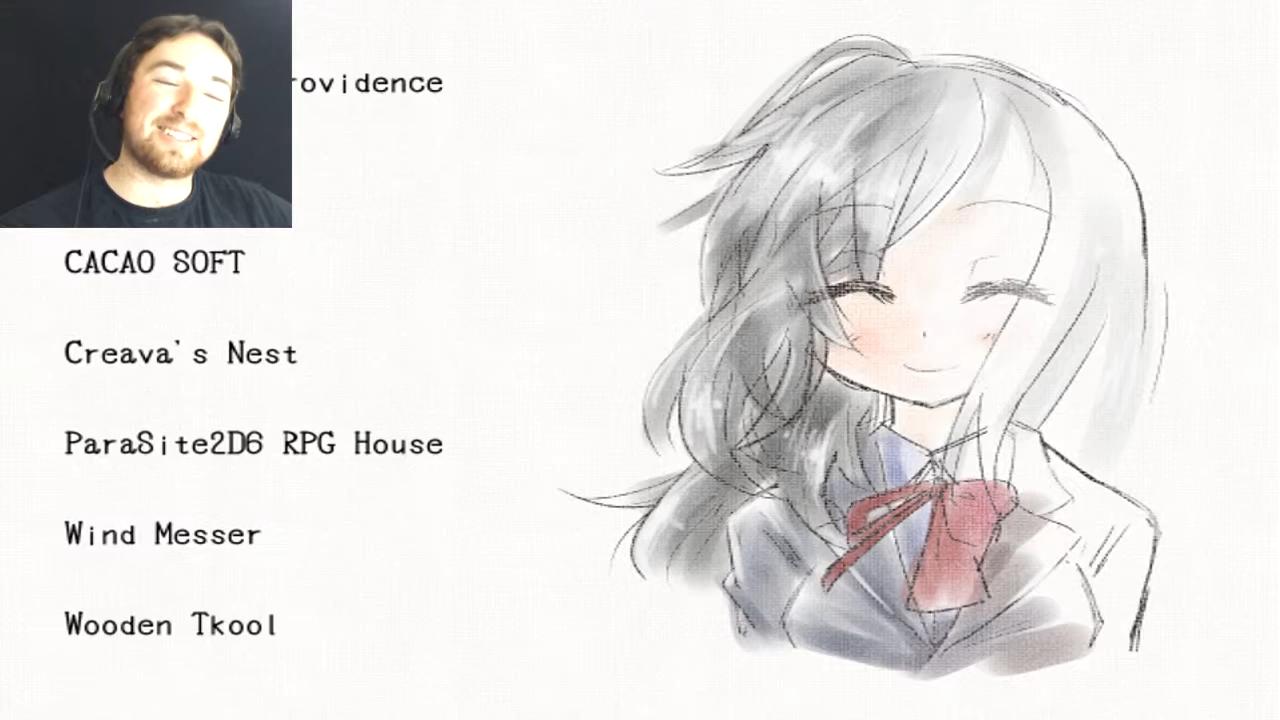 rovidence
CACAO SOFT
Creava's Nest
ParaSite2D6 RPG House
Wind Messer
Wooden Tkool